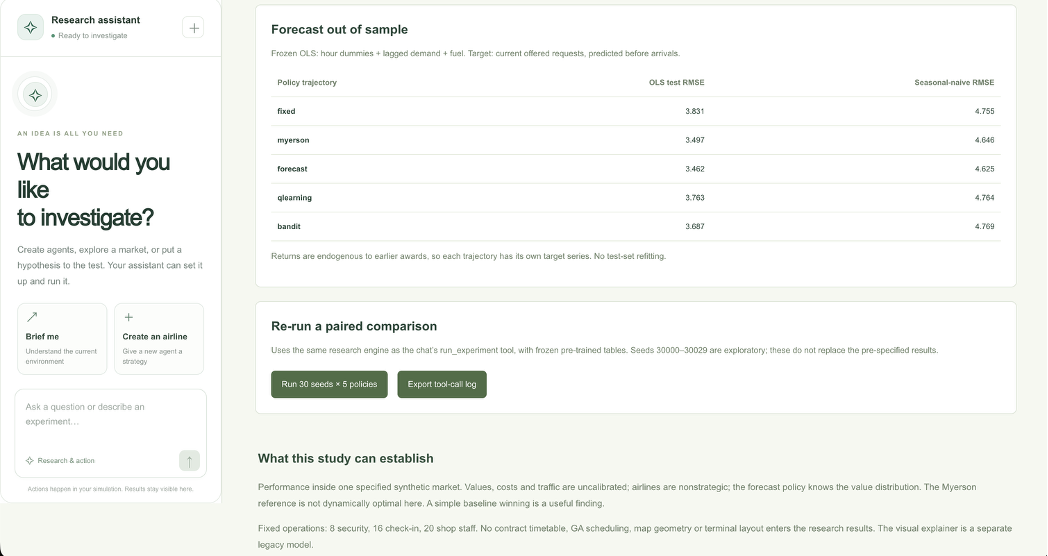 Research assistant
Ready to investigate
AN IDEA IS ALL YOU NEED
What would you
like
to investigate?
Create agents, explore a market, or put a
hypothesis to the test. Your assistant can set it
up and run it.
Brief me
Understand the current
environment
Create an airline
Give a new agent a
strategy
Ask a question or describe an
experiment...
Research & action
Actions happen in your simulation. Results stay visible here.
Forecast out of sample
Frozen OLS: hour dummies + lagged demand + fuel. Target: current offered requests, predicted before arrivals.
Policy trajectory OLS test RMSE Seasonal-naive RMSE
fixed 3.831 4.755
myerson 3.497 4.646
forecast 3.462 4.625
qlearning 3.763 4.764
bandit 3.687 4.769
Returns are endogenous to earlier awards, so each trajectory has its own target series. No test-set refitting.
Re-run a paired comparison
Uses the same research engine as the chat's run_experiment tool, with frozen pre-trained tables. Seeds 30000–30029 are exploratory; these do not replace the pre-specified results.
Run 30 seeds × 5 policies
Export tool-call log
What this study can establish
Performance inside one specified synthetic market. Values, costs and traffic are uncalibrated; airlines are nonstrategic; the forecast policy knows the value distribution. The Myerson
reference is not dynamically optimal here. A simple baseline winning is a useful finding.
Fixed operations: 8 security, 16 check-in, 20 shop staff. No contract timetable, GA scheduling, map geometry or terminal layout enters the research results. The visual explainer is a separate
legacy model.